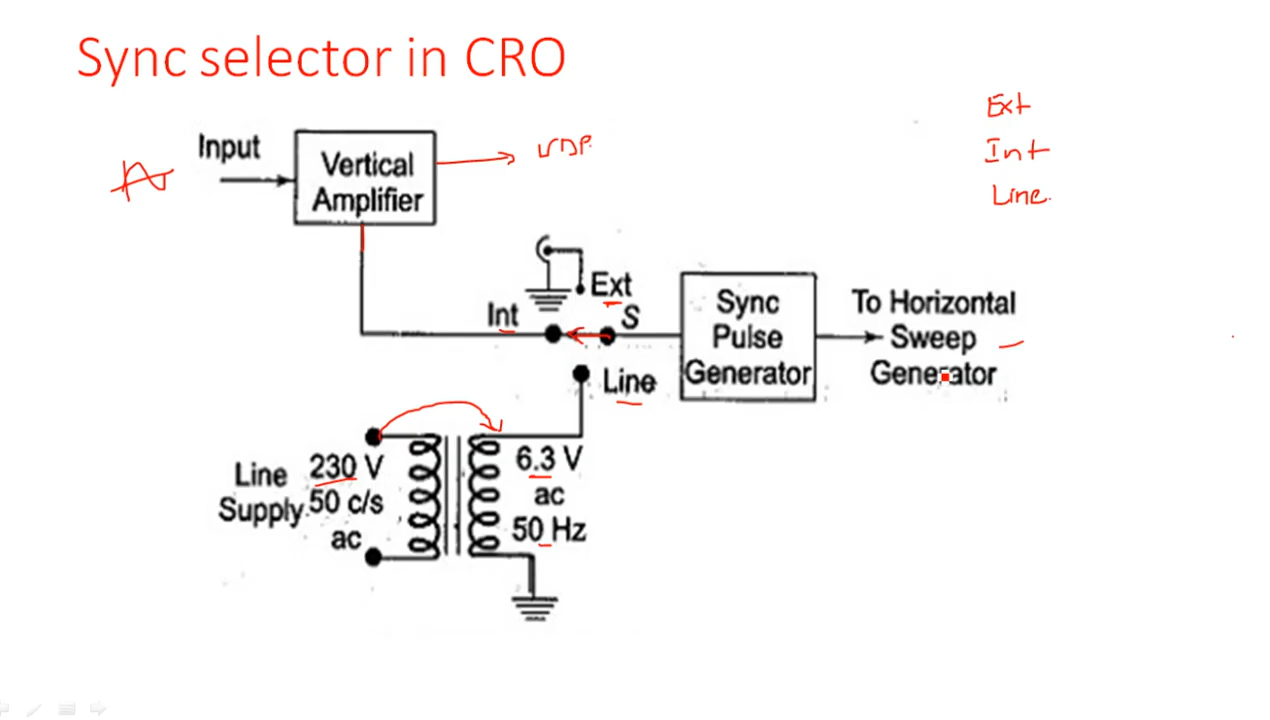 Sync selector in CRO
Ext
Int
Line.
Input
Vertical
Amplifier
VDP.
Ext
Int
S
Sync
Pulse
Generator
To Horizontal
Sweep
Generator
Line
Line
Supply
230 V
50 c/s
ac
6.3 V
ac
50 Hz